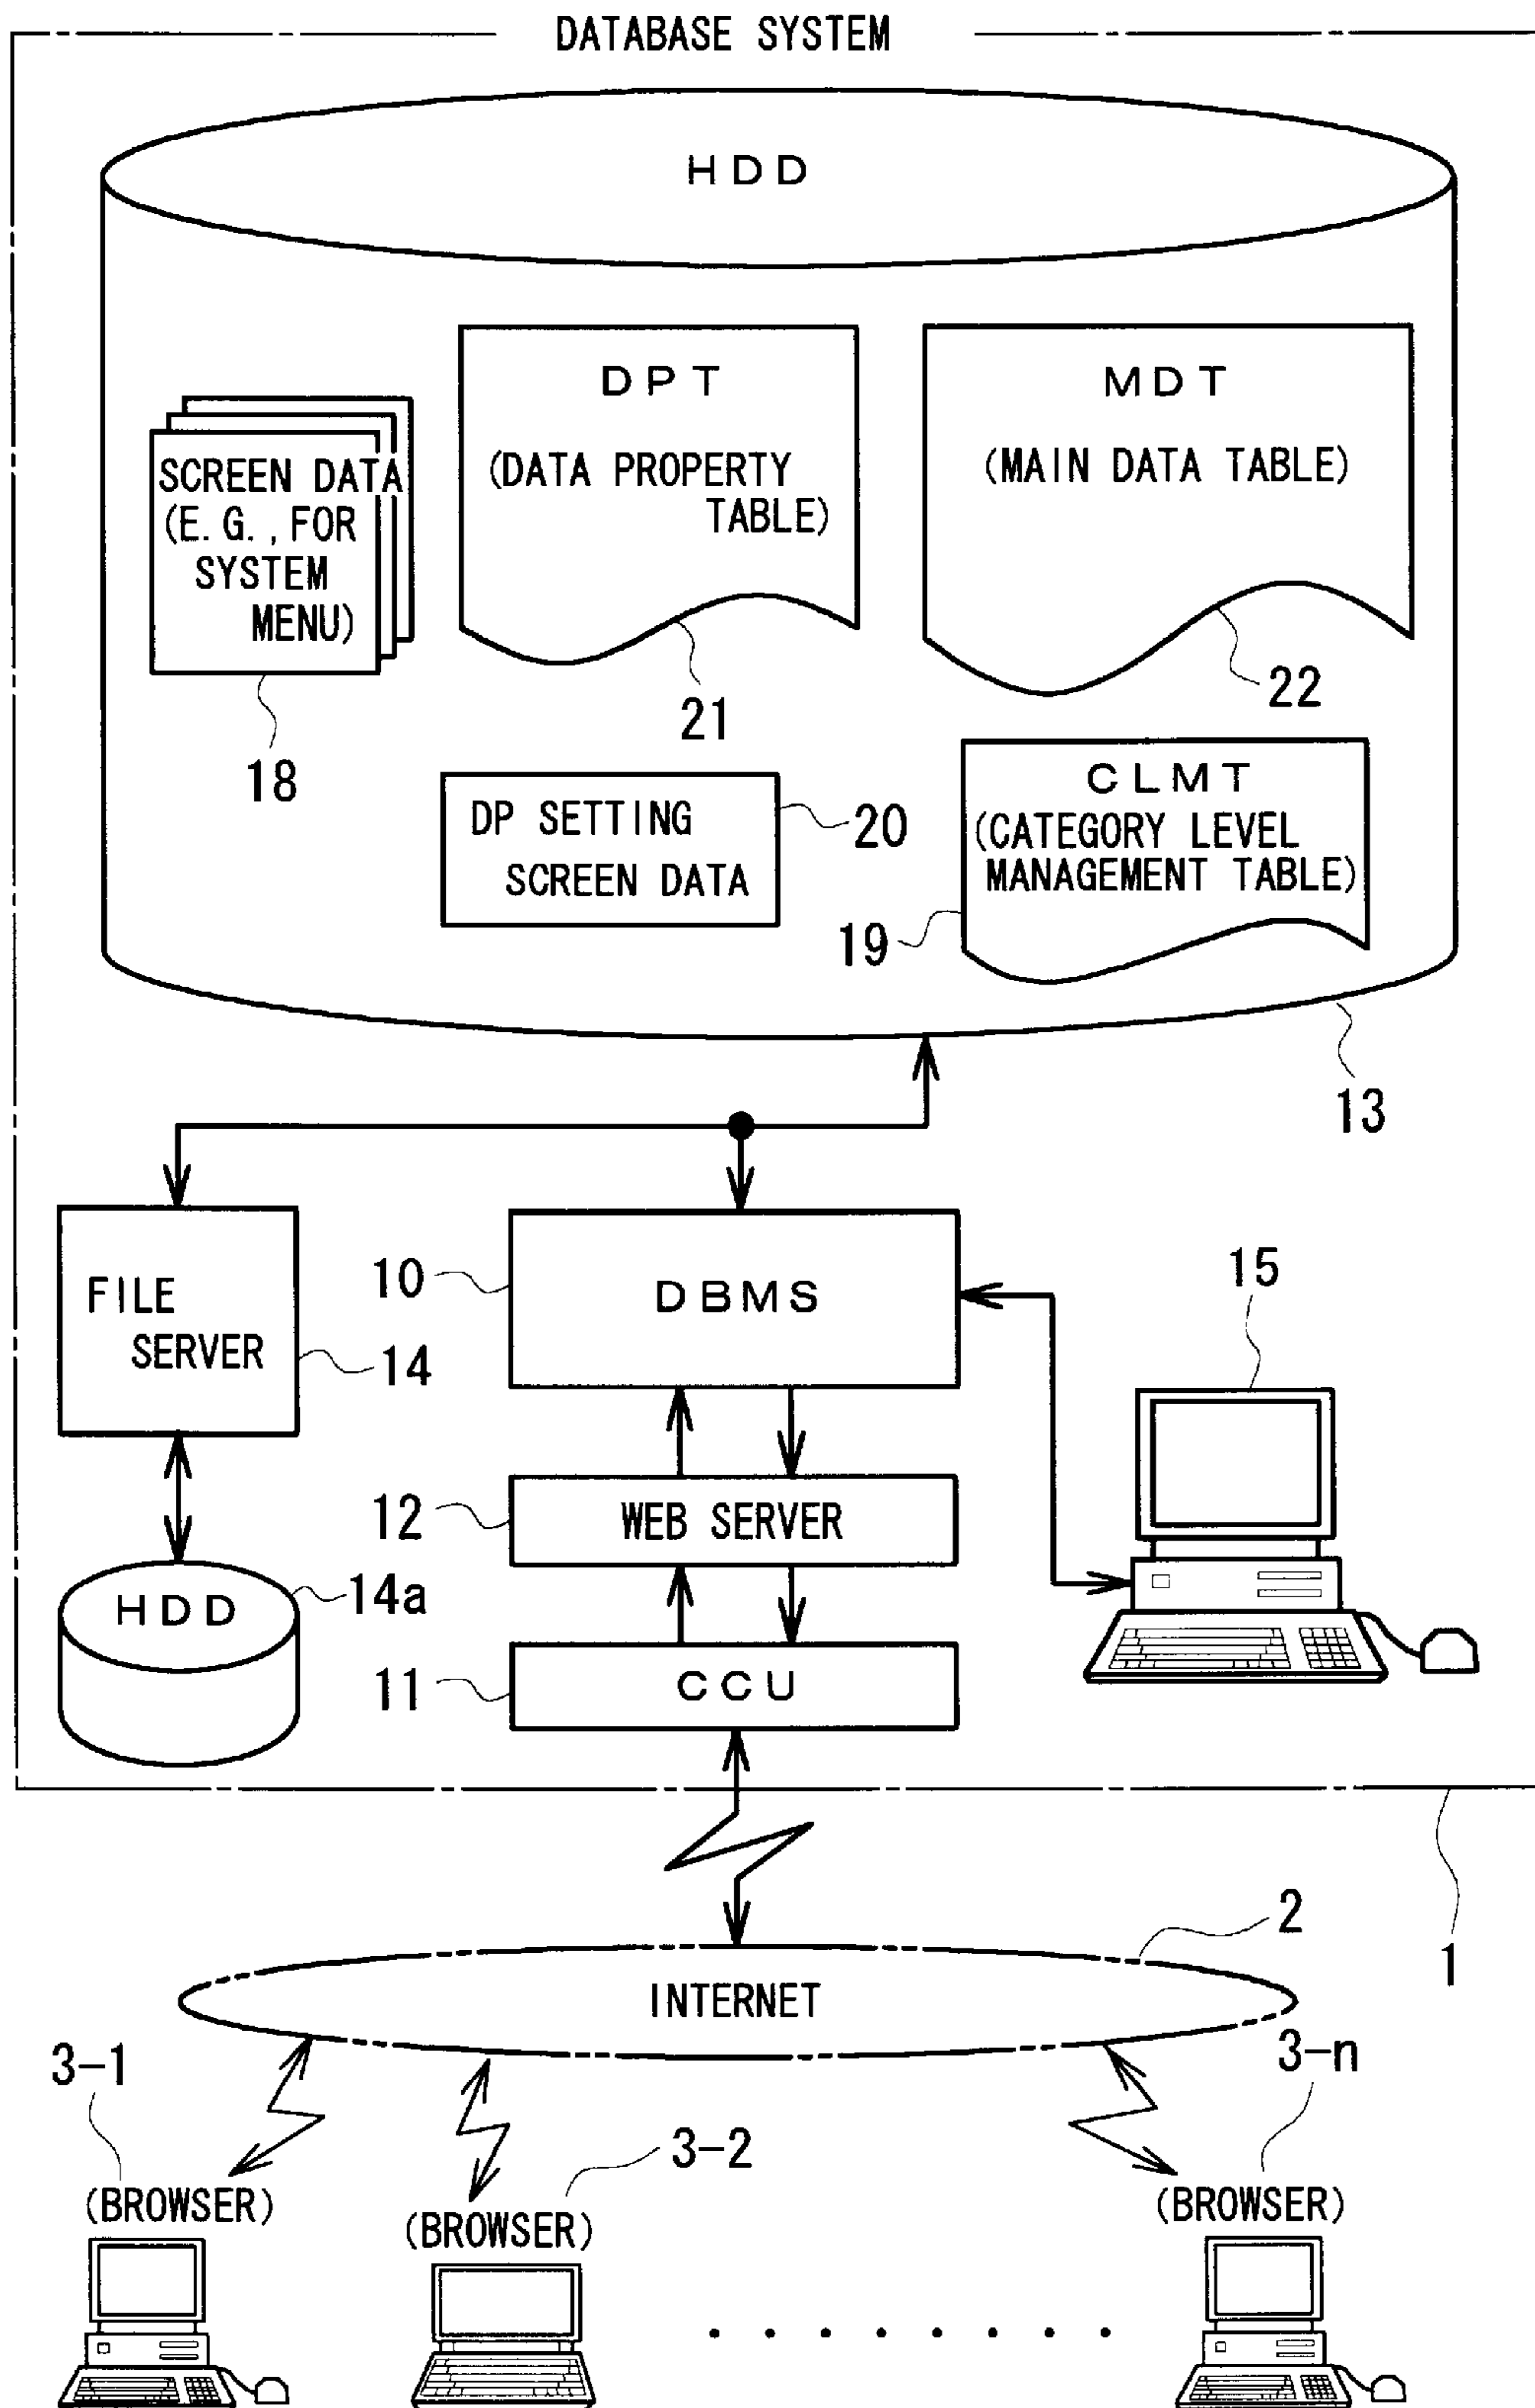 DATABASE SYSTEM
HDD
DPT
(DATA PROPERTY
TABLE)
MDT
(MAIN DATA TABLE)
SCREEN DATA
(E.G.,FOR
SYSTEM
MENU)
21
22
18
DP SETTING
SCREEN DATA
20
CLMT
(CATEGORY LEVEL
MANAGEMENT TABLE)
19
13
FILE
SERVER
14
10
DBMS
15
12
WEB SERVER
HDD
14a
11
CCU
1
2
INTERNET
3-1
3-2
3-n
(BROWSER)
(BROWSER)
(BROWSER)